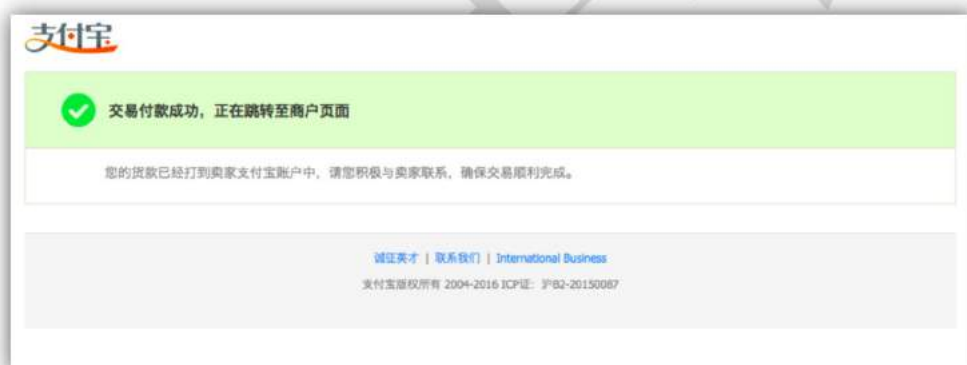 支付宝
交易付款成功，正在跳转至商户页面
您的货款已经打到卖家支付宝账户中，请您积极与卖家联系，确保交易顺利完成。
诚征英才 | 联系我们 | International Business
支付宝版权所有 2004-2016 ICP证：沪B2-20150087